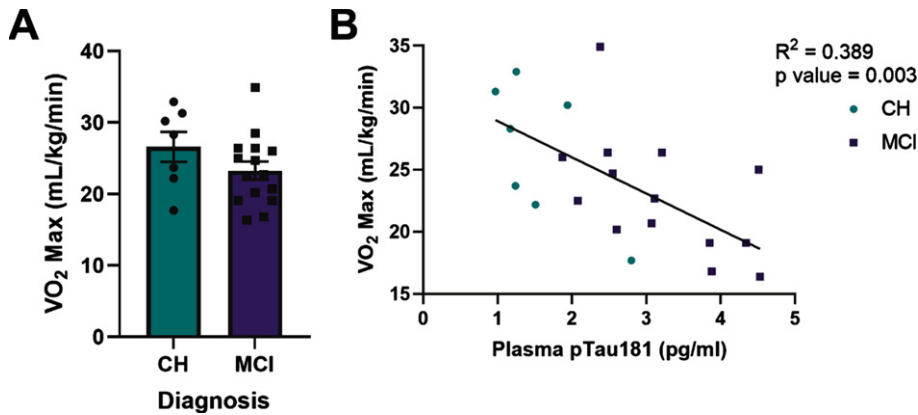 A
VO₂ Max (mL/kg/min)
40
30
20
10
0
CH
MCI
Diagnosis
B
VO₂ Max (mL/kg/min)
35
30
25
20
15
0
1
2
3
4
5
Plasma pTau181 (pg/ml)
R² = 0.389
p value = 0.003
CH
MCI